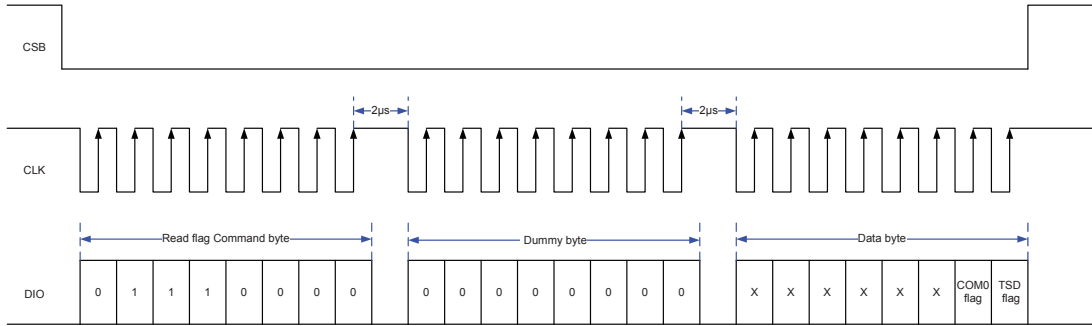 CSB
2μs
2μs
CLK
Read flag Command byte
Dummy byte
Data byte
DIO
0 1 1 1 0 0 0 0
0 0 0 0 0 0 0 0
X X X X X X COM0 flag TSD flag